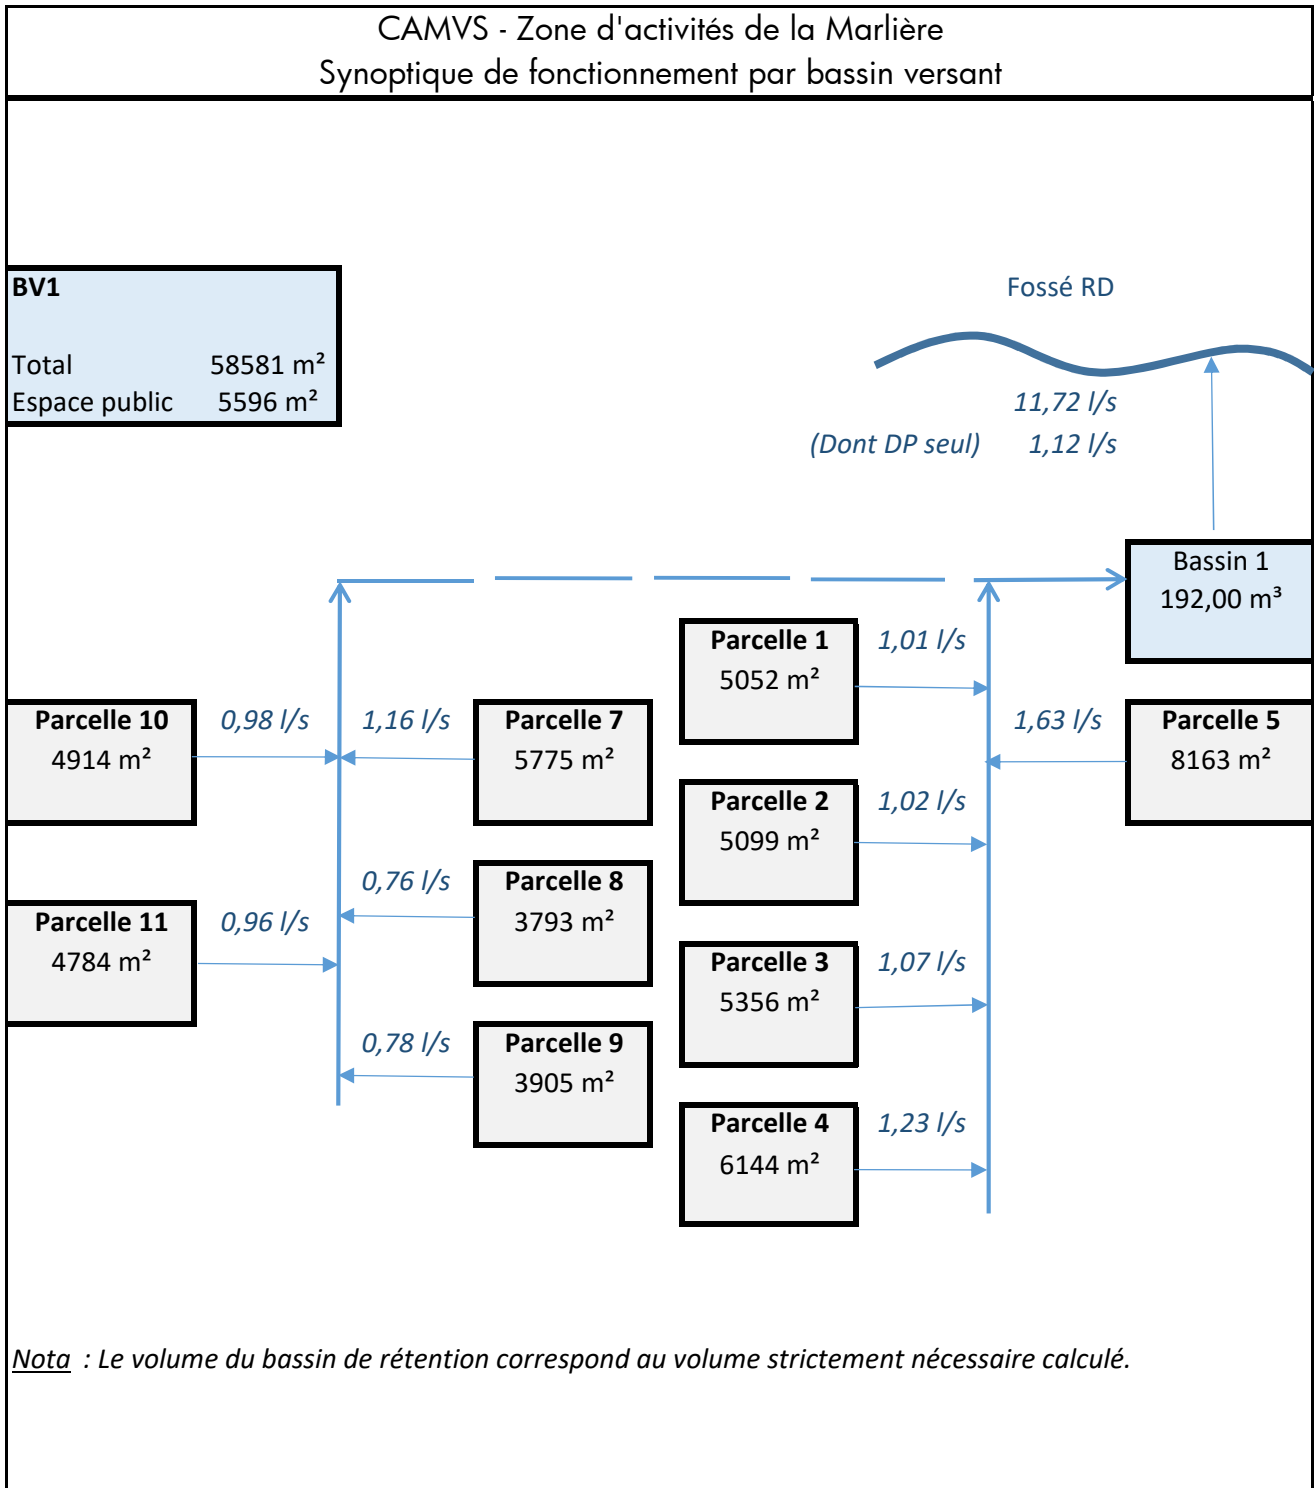 CAMVS - Zone d'activités de la Marlière
Synoptique de fonctionnement par bassin versant
BV1
Total 58581 m²
Espace public 5596 m²
Fossé RD
11,72 l/s
(Dont DP seul) 1,12 l/s
Bassin 1
192,00 m³
Parcelle 1
5052 m²
1,01 l/s
Parcelle 10
4914 m²
0,98 l/s
1,16 l/s
Parcelle 7
5775 m²
1,63 l/s
Parcelle 5
8163 m²
Parcelle 2
5099 m²
1,02 l/s
0,76 l/s
Parcelle 8
3793 m²
Parcelle 11
4784 m²
0,96 l/s
Parcelle 3
5356 m²
1,07 l/s
0,78 l/s
Parcelle 9
3905 m²
Parcelle 4
6144 m²
1,23 l/s
Nota : Le volume du bassin de rétention correspond au volume strictement nécessaire calculé.